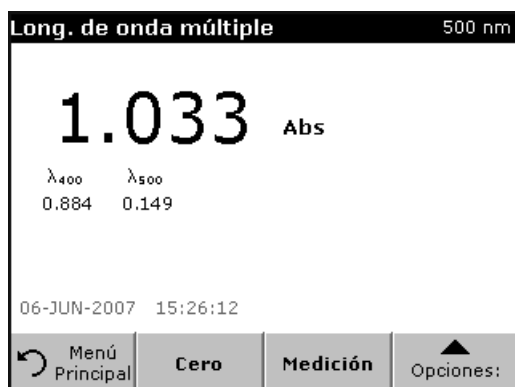 Long. de onda múltiple 500 nm
1.033 Abs
λ400 λ500
0.884 0.149
06-JUN-2007 15:26:12
Menú Principal Cero Medición Opciones: